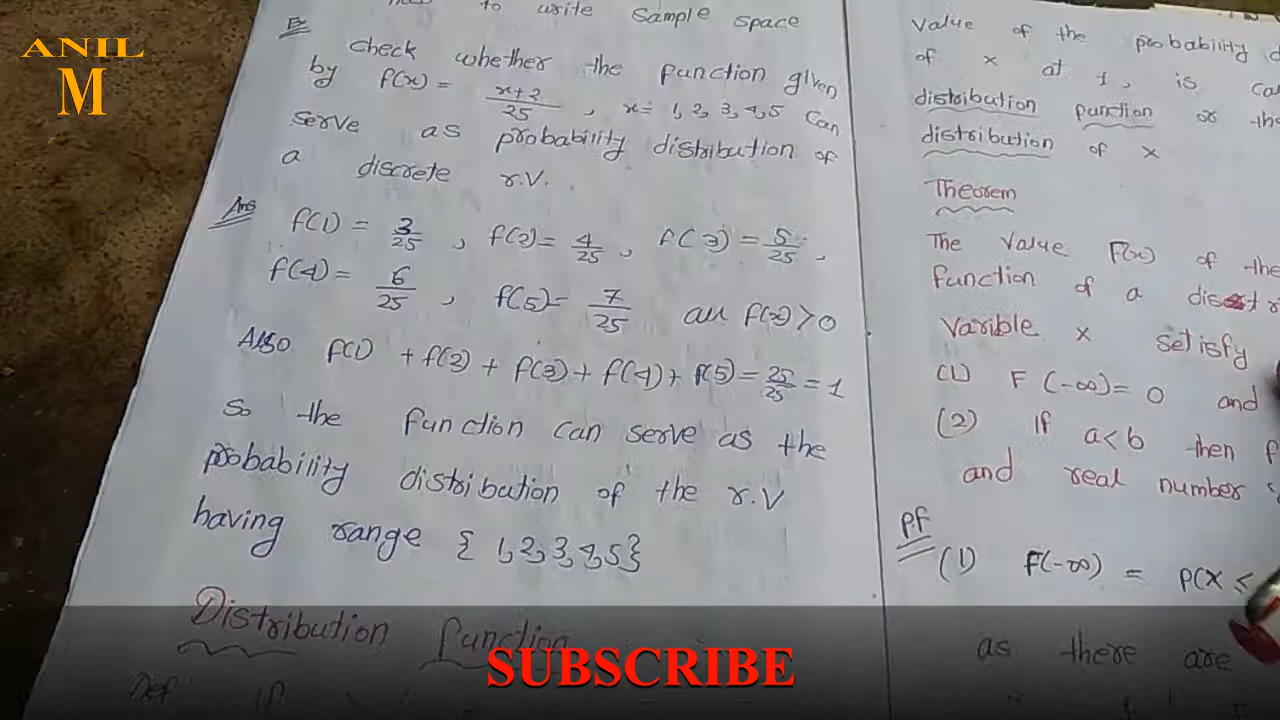 ANIL
M
to write sample space
Ex check whether the function given
by f(x) = x+2/25 , x = 1, 2, 3, 4, 5 can
serve as probability distribution of
a discrete r.v.
Ans f(1) = 3/25 , f(2) = 4/25 , f(3) = 5/25 ,
f(4) = 6/25 , f(5) = 7/25 all f(x) > 0
Also f(1) + f(2) + f(3) + f(4) + f(5) = 25/25 = 1
So the function can serve as the
probability distribution of the r.v
having range { 1, 2, 3, 4, 5 }
Distribution function
Def If
value of the probability
of x at t, is
distribution function or the
distribution of x
Theorem
The value F(x) of the
function of a
varible x setisfy
(1) F(-∞) = 0 and
(2) If a < b then
and real number
Pf
(1) F(-∞) = P(X ≤
as there are
SUBSCRIBE